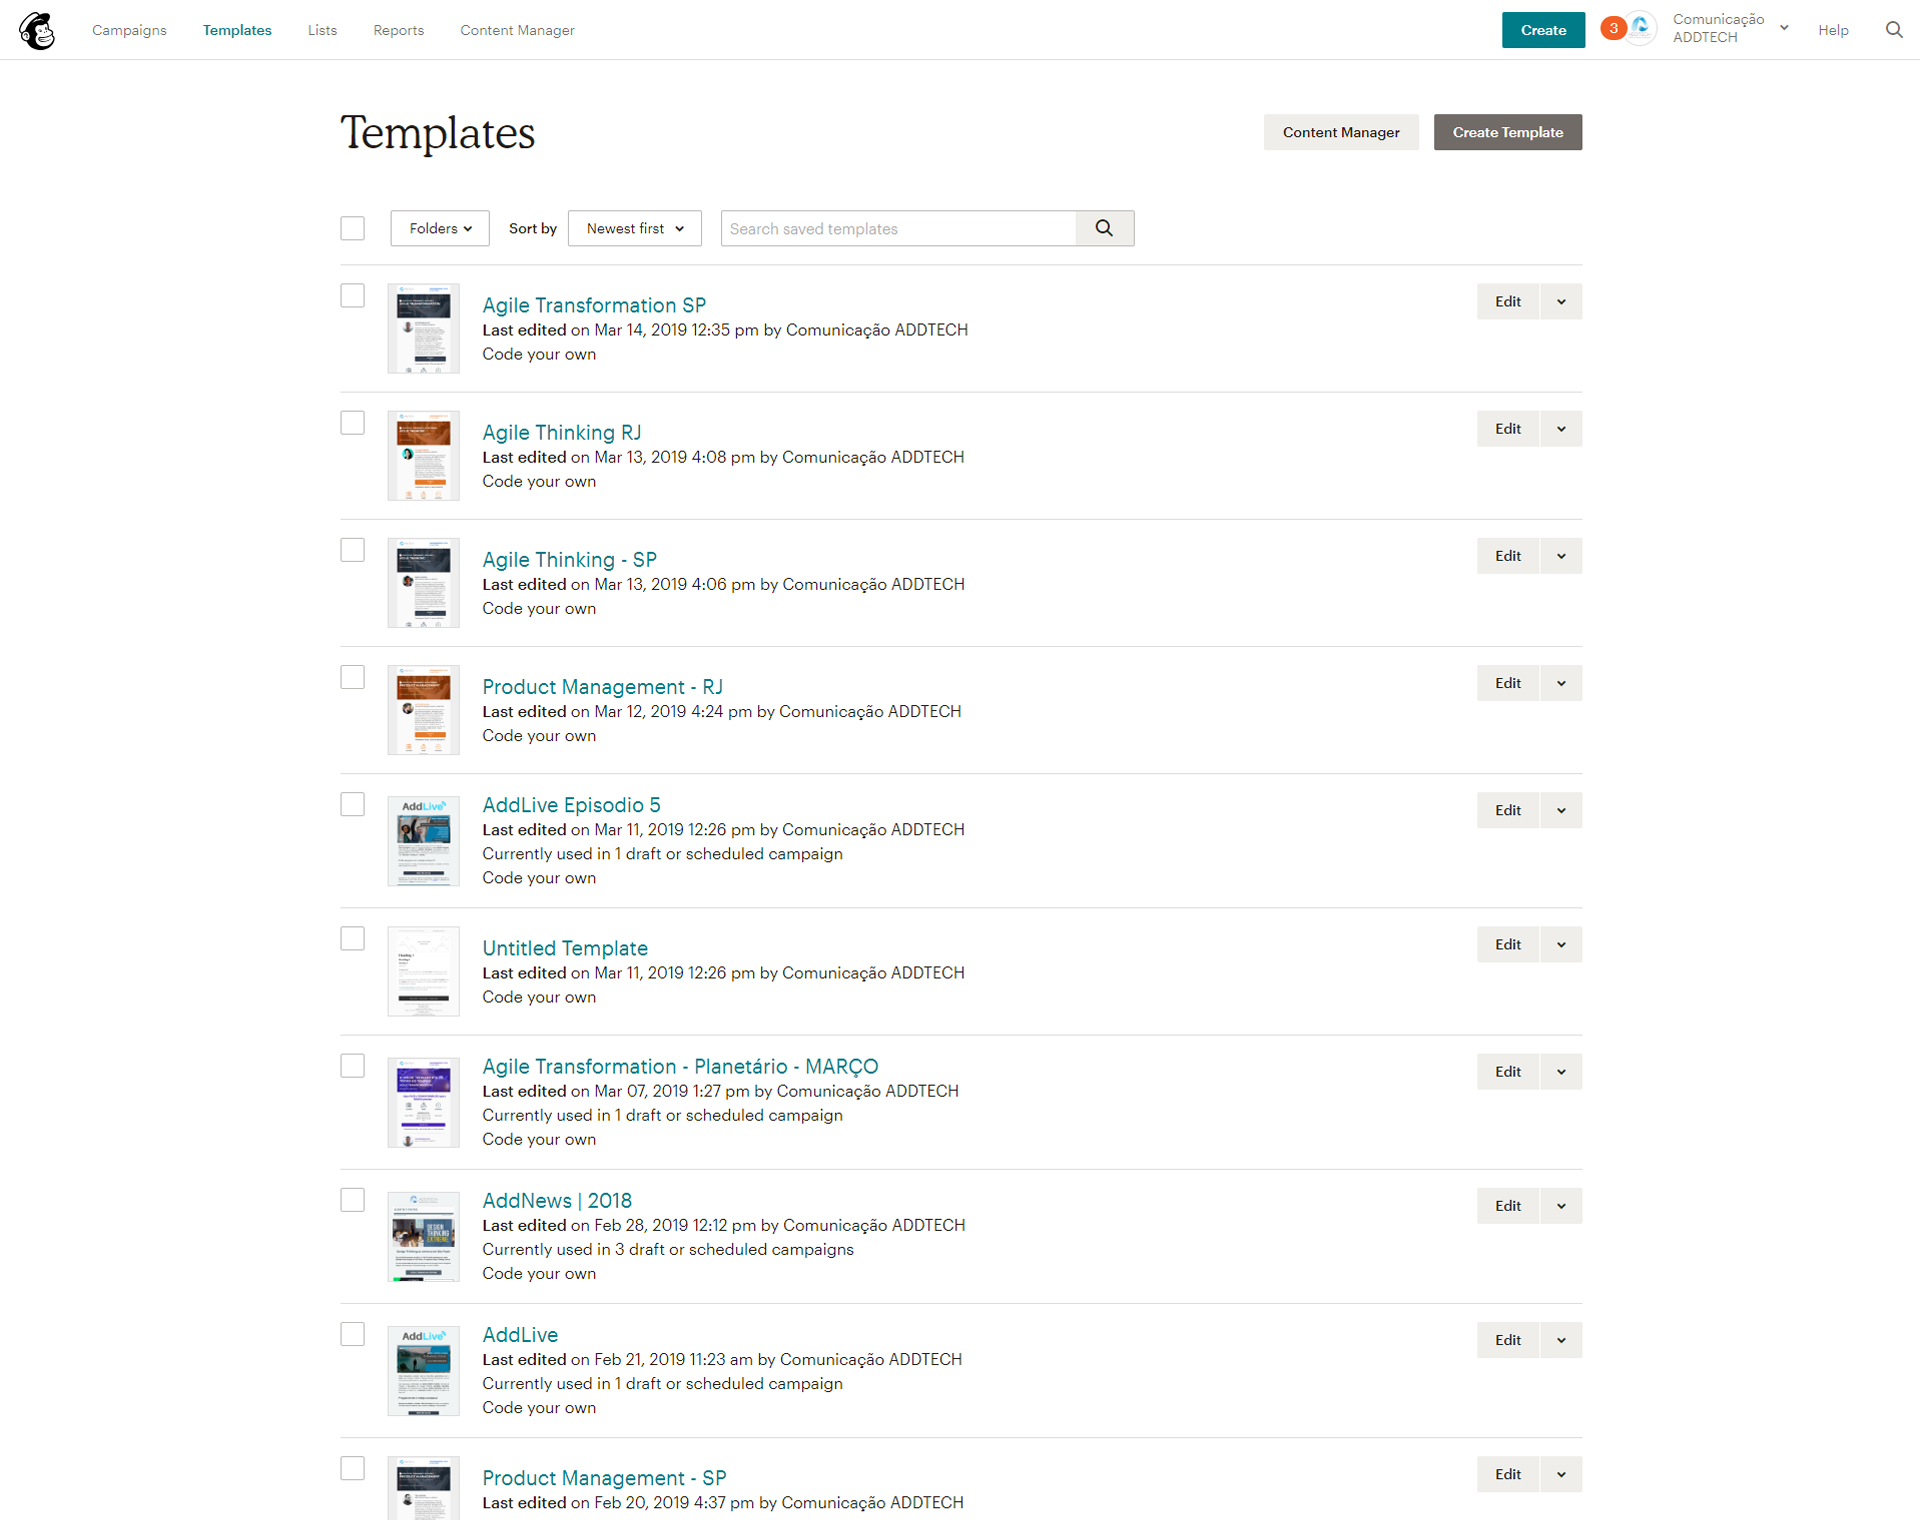 Campaigns Templates Lists Reports Content Manager Create 3 Comunicação ADDTECH Help
Templates Content Manager Create Template
Folders Sort by Newest first Search saved templates
Agile Transformation SP Edit
Last edited on Mar 14, 2019 12:35 pm by Comunicação ADDTECH
Code your own
Agile Thinking RJ Edit
Last edited on Mar 13, 2019 4:08 pm by Comunicação ADDTECH
Code your own
Agile Thinking - SP Edit
Last edited on Mar 13, 2019 4:06 pm by Comunicação ADDTECH
Code your own
Product Management - RJ Edit
Last edited on Mar 12, 2019 4:24 pm by Comunicação ADDTECH
Code your own
AddLive
AddLive Episodio 5 Edit
Last edited on Mar 11, 2019 12:26 pm by Comunicação ADDTECH
Currently used in 1 draft or scheduled campaign
Code your own
Untitled Template Edit
Last edited on Mar 11, 2019 12:26 pm by Comunicação ADDTECH
Code your own
Agile Transformation - Planetário - MARÇO Edit
Last edited on Mar 07, 2019 1:27 pm by Comunicação ADDTECH
Currently used in 1 draft or scheduled campaign
Code your own
AddNews | 2018 Edit
Last edited on Feb 28, 2019 12:12 pm by Comunicação ADDTECH
Currently used in 3 draft or scheduled campaigns
Code your own
DESIGN
THINKING
EXTREME
AddLive
AddLive Edit
Last edited on Feb 21, 2019 11:23 am by Comunicação ADDTECH
Currently used in 1 draft or scheduled campaign
Code your own
Product Management - SP Edit
Last edited on Feb 20, 2019 4:37 pm by Comunicação ADDTECH